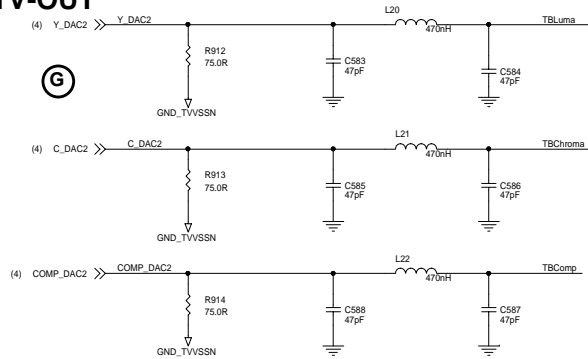 TV-OUT
(4) Y_DAC2 Y_DAC2 L20 470nH TBLuma
R912
75.0R
C583
47pF
C584
47pF
G
GND_TVVSSN
(4) C_DAC2 C_DAC2 L21 470nH TBChroma
R913
75.0R
C585
47pF
C586
47pF
GND_TVVSSN
(4) COMP_DAC2 COMP_DAC2 L22 470nH TBComp
R914
75.0R
C588
47pF
C587
47pF
GND_TVVSSN